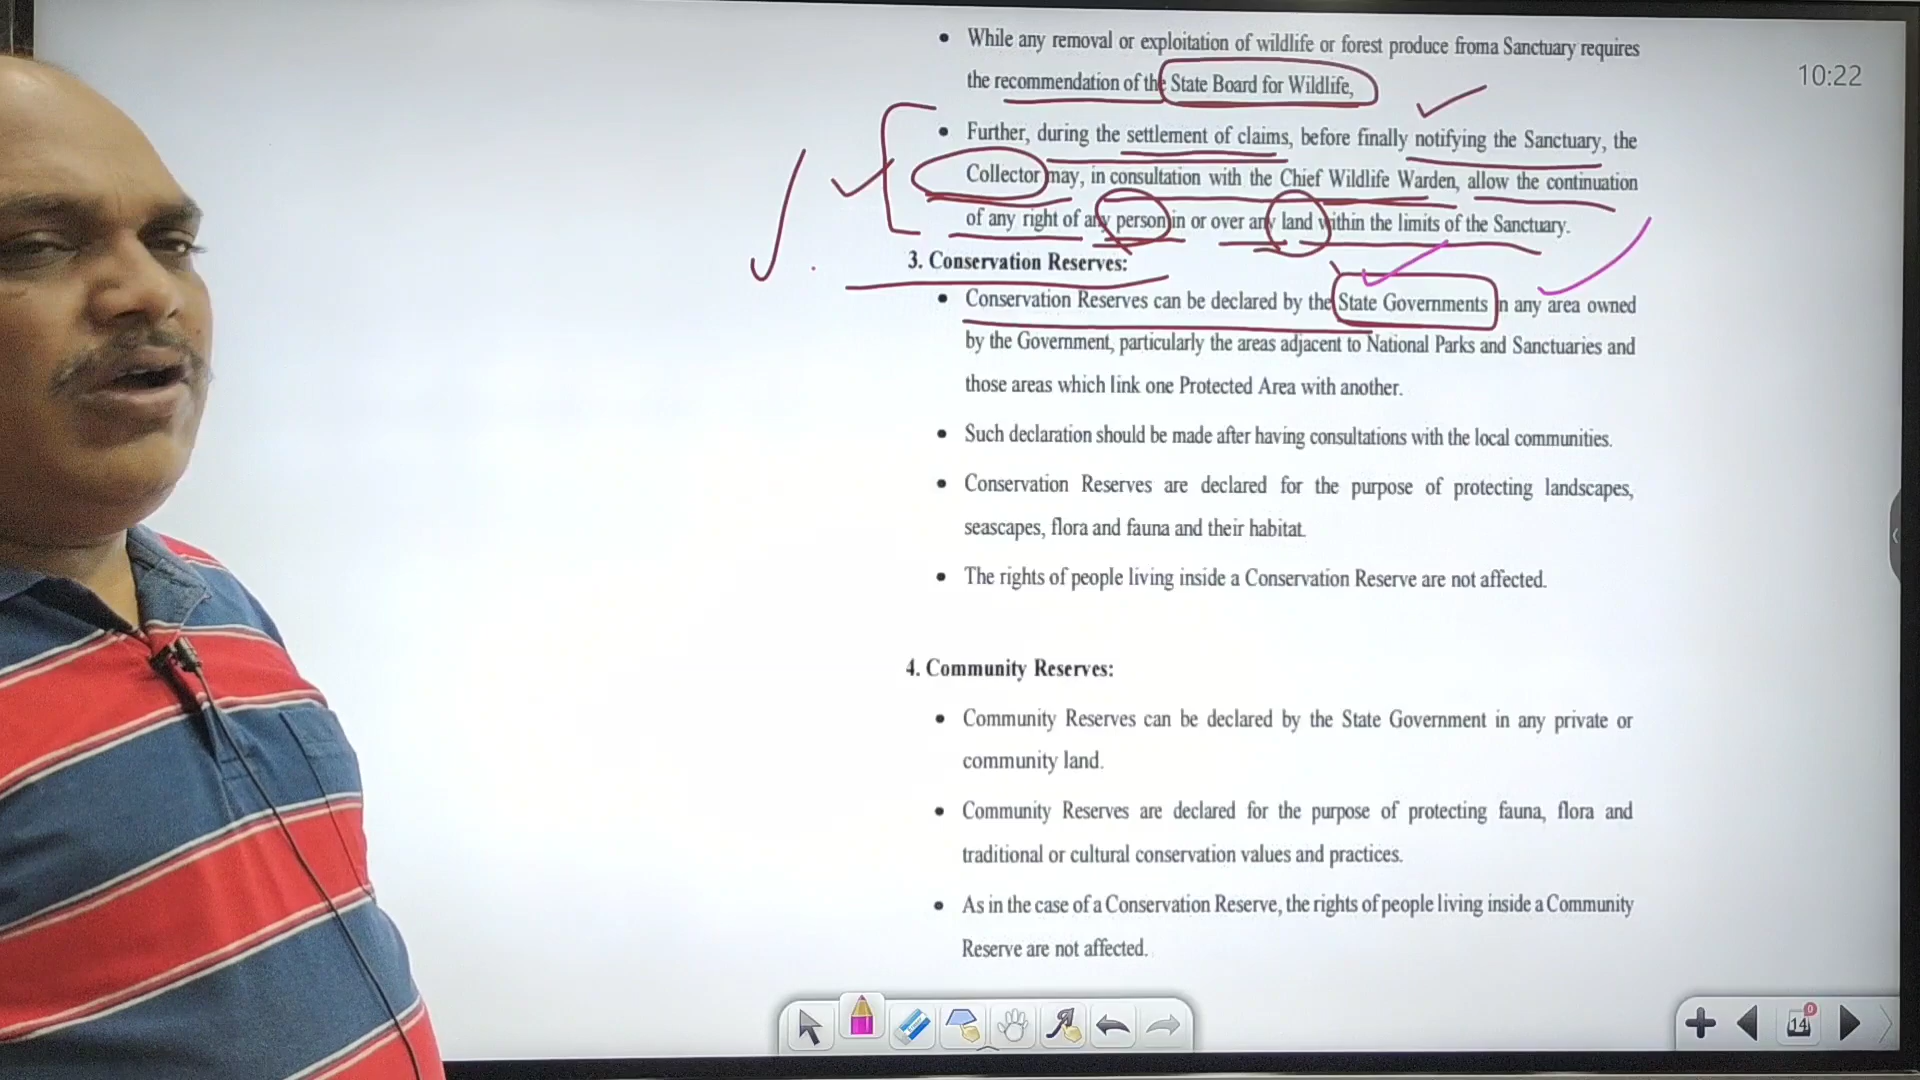 While any removal or exploitation of wildlife or forest produce froma Sanctuary requires
the recommendation of the State Board for Wildlife,
10:22
Further, during the settlement of claims, before finally notifying the Sanctuary, the
Collector may, in consultation with the Chief Wildlife Warden, allow the continuation
of any right of any person in or over any land within the limits of the Sanctuary.
3. Conservation Reserves:
Conservation Reserves can be declared by the State Governments in any area owned
by the Government, particularly the areas adjacent to National Parks and Sanctuaries and
those areas which link one Protected Area with another.
Such declaration should be made after having consultations with the local communities.
Conservation Reserves are declared for the purpose of protecting landscapes,
seascapes, flora and fauna and their habitat.
The rights of people living inside a Conservation Reserve are not affected.
4. Community Reserves:
Community Reserves can be declared by the State Government in any private or
community land.
Community Reserves are declared for the purpose of protecting fauna, flora and
traditional or cultural conservation values and practices.
As in the case of a Conservation Reserve, the rights of people living inside a Community
Reserve are not affected.
14
0